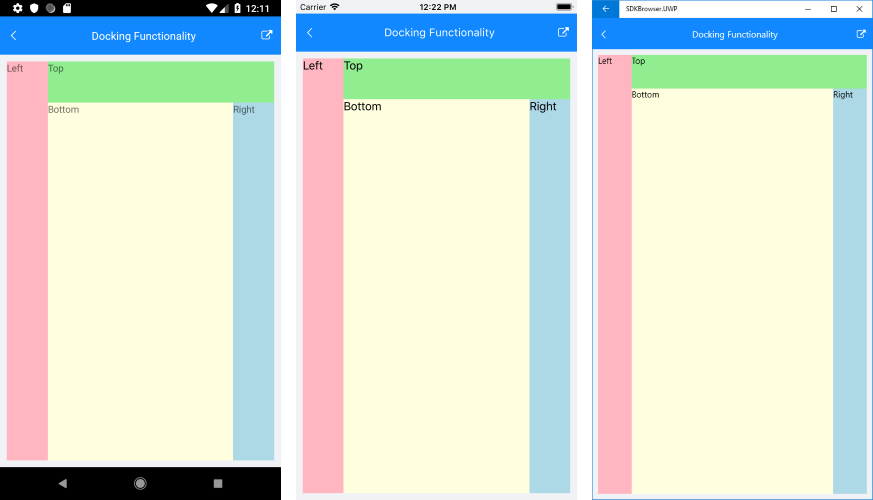 12:11
Docking Functionality
Left
Top
Bottom
Right
Carrier
12:22 PM
Docking Functionality
Left
Top
Bottom
Right
SDKBrowser.UWP
Docking Functionality
Left
Top
Bottom
Right